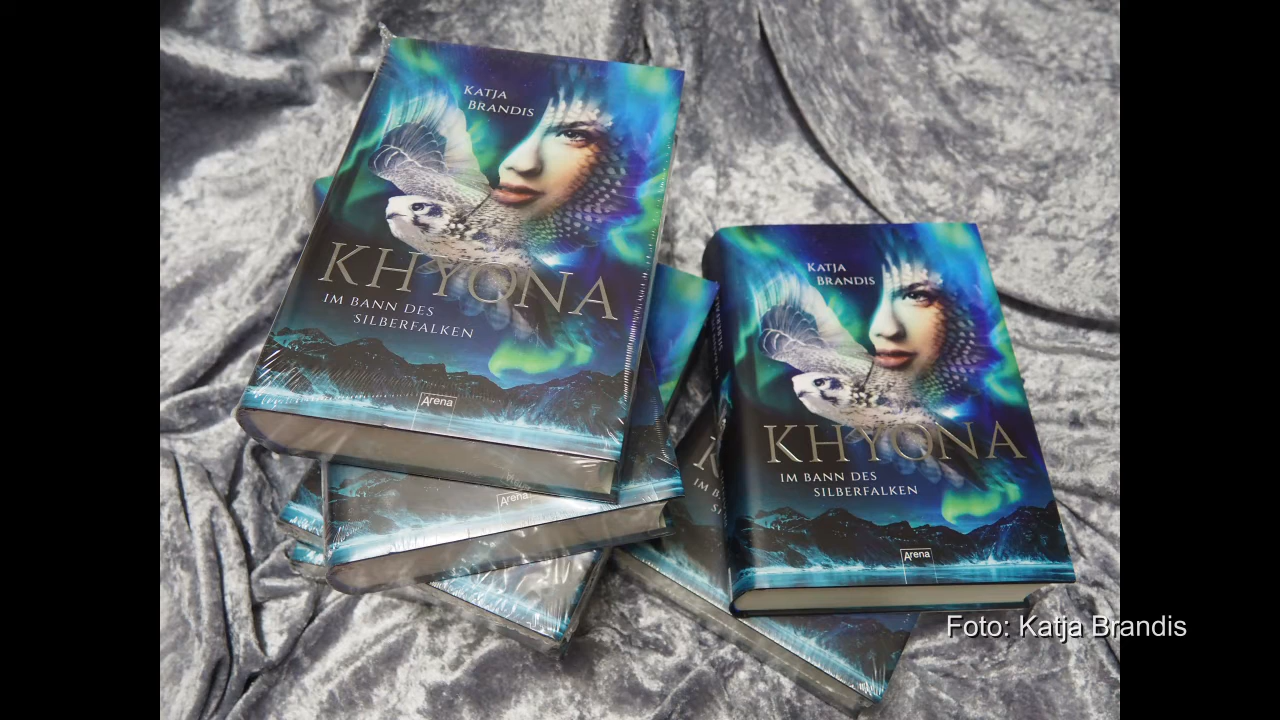 KATJA
BRANDIS
KHYONA
IM BANN DES
SILBERFALKEN
Arena
Arena
KATJA
BRANDIS
KHYONA
IM BANN DES
SILBERFALKEN
Arena
Foto: Katja Brandis